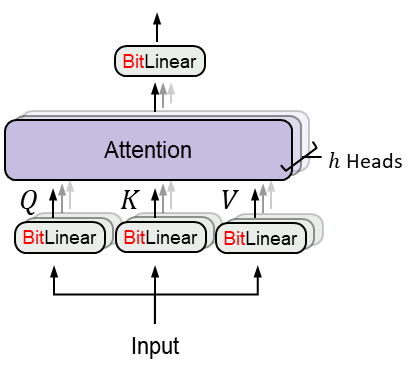 BitLinear
Attention
h Heads
Q K V
BitLinear BitLinear BitLinear
Input